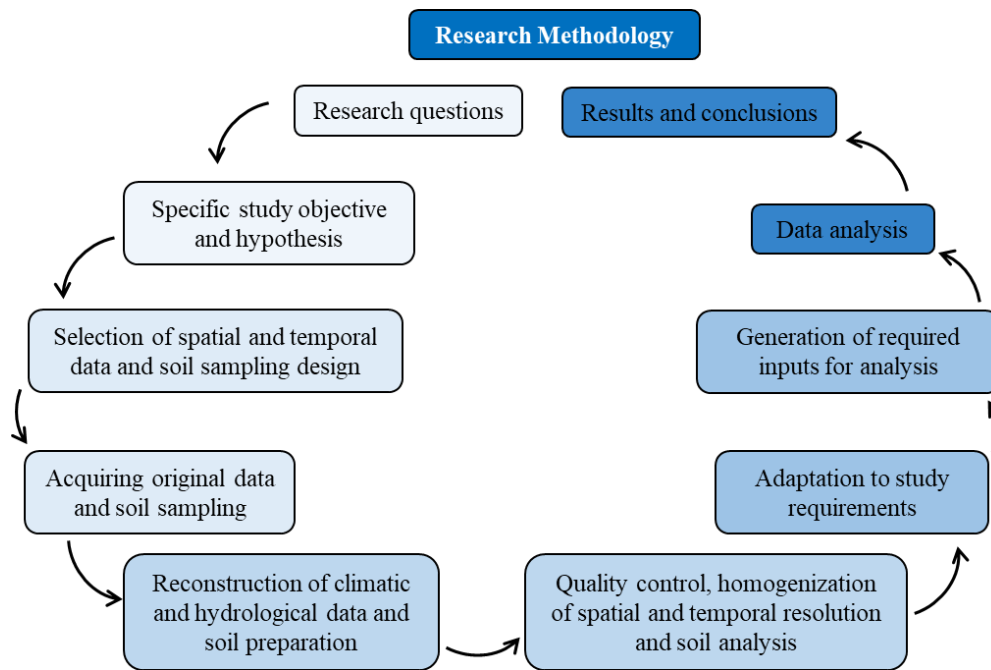 Research Methodology
Research questions
Specific study objective
and hypothesis
Selection of spatial and temporal
data and soil sampling design
Acquiring original data
and soil sampling
Reconstruction of climatic
and hydrological data and
soil preparation
Quality control, homogenization
of spatial and temporal resolution
and soil analysis
Adaptation to study
requirements
Generation of required
inputs for analysis
Data analysis
Results and conclusions